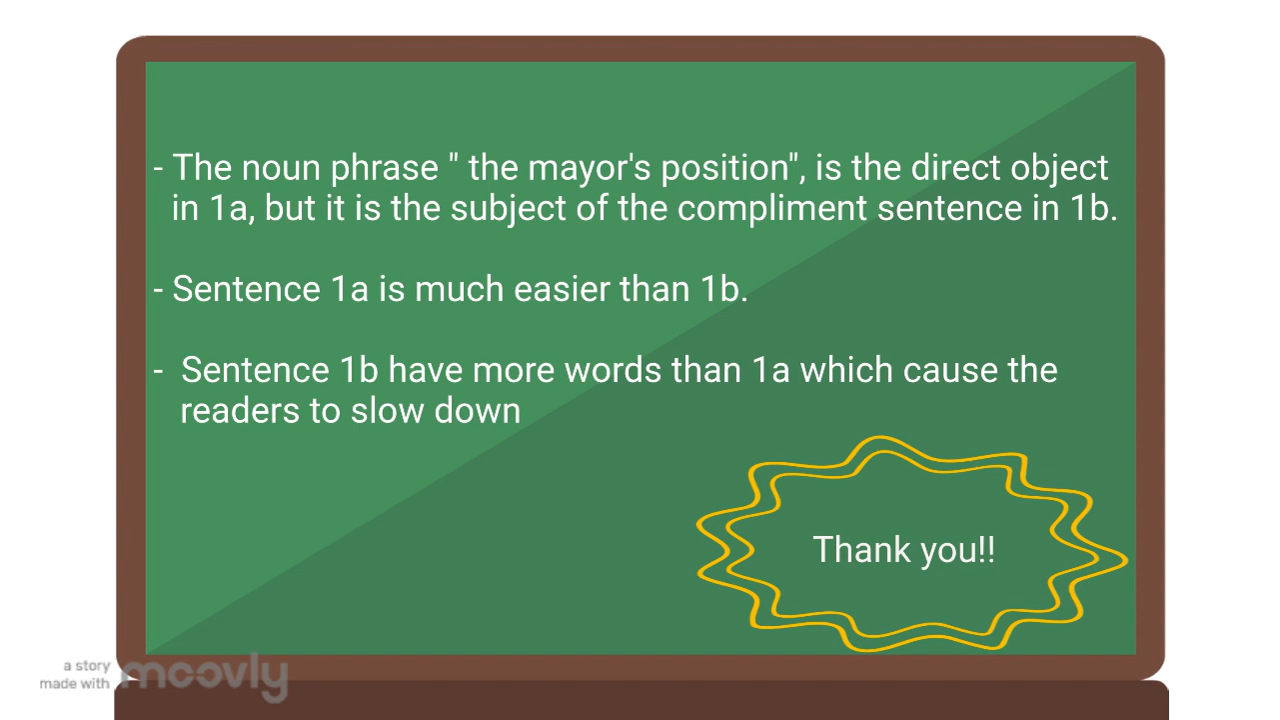 - The noun phrase " the mayor's position", is the direct object
in 1a, but it is the subject of the compliment sentence in 1b.
- Sentence 1a is much easier than 1b.
- Sentence 1b have more words than 1a which cause the
readers to slow down
Thank you!!
a story
made with moovly